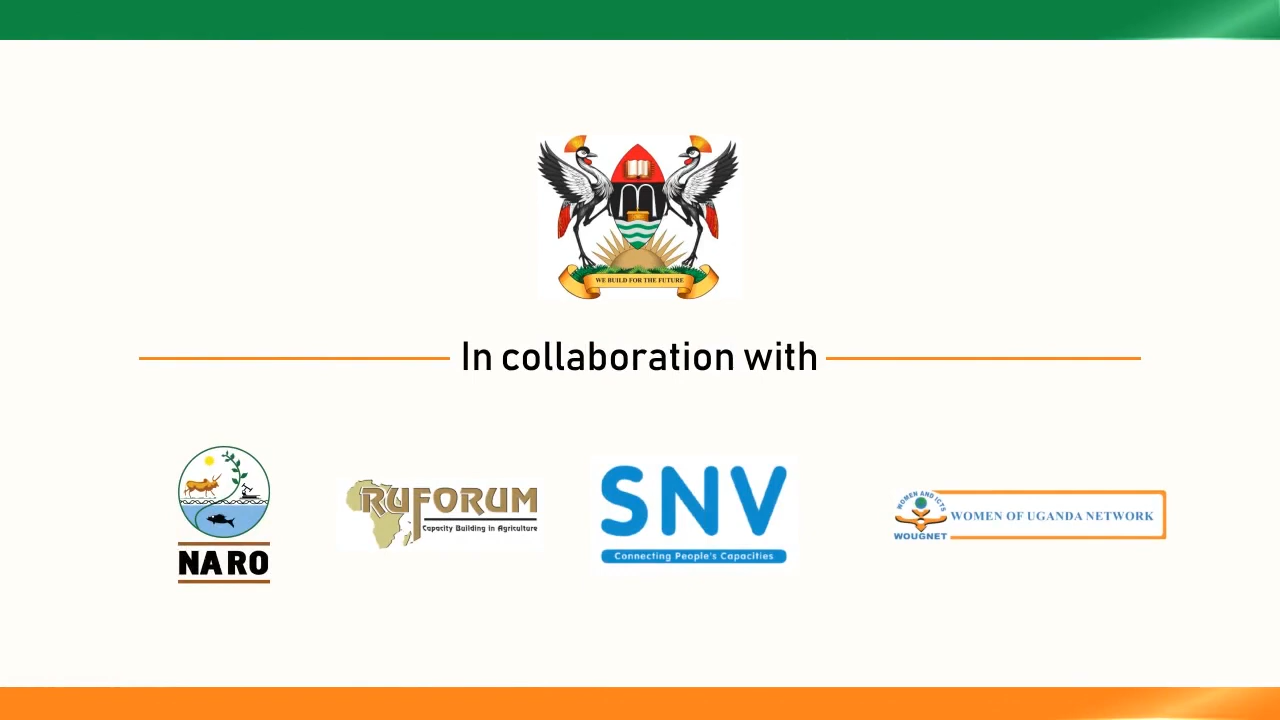 WE BUILD FOR THE FUTURE
In collaboration with
NARO
RUFORUM
Capacity Building in Agriculture
SNV
Connecting People's Capacities
WOMEN AND ICTS
WOUGNET
WOMEN OF UGANDA NETWORK